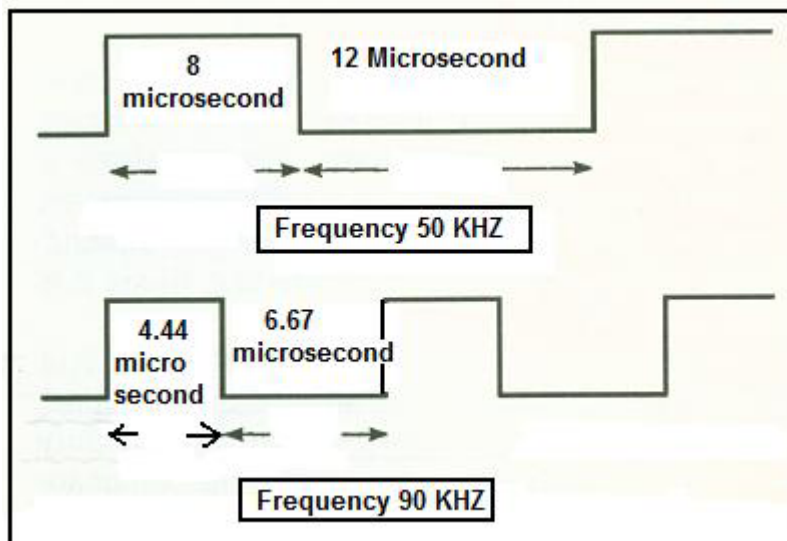 8
microsecond
12 Microsecond
Frequency 50 KHZ
4.44
micro
second
6.67
microsecond
Frequency 90 KHZ